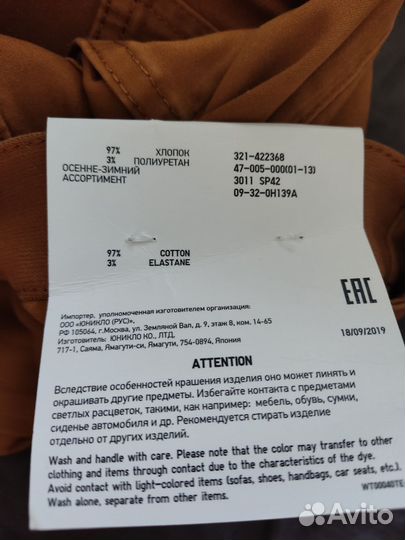 97% ХЛОПОК
3% ПОЛИУРЕТАН
ОСЕННЕ-ЗИМНИЙ
АССОРТИМЕНТ
321-422368
47-005-000(01-13)
3011 SP42
09-32-0H139A
97% COTTON
3% ELASTANE
Импортер, уполномоченная изготовителем организация:
ООО «ЮНИКЛО (РУС)».
РФ 105064, г.Москва, ул. Земляной Вал, д. 9, этаж 8, ком. 14-65
Изготовитель: ЮНИКЛО КО., ЛТД.
717-1, Саяма, Ямагути-си, Ямагути, 754-0894, Япония
EAC
18/09/2019
ATTENTION
Вследствие особенностей крашения изделия оно может линять и
окрашивать другие предметы. Избегайте контакта с предметами
светлых расцветок, такими, как например: мебель, обувь, сумки,
сиденье автомобиля и др. Рекомендуется стирать изделие
отдельно от других изделий.
Wash and handle with care. Please note that the color may transfer to other
clothing and items through contact due to the characteristics of the dye.
Avoid contact with light-colored items (sofas, shoes, handbags, car seats, etc.).
Wash alone, separate from other items.
WT00040TE
Avito